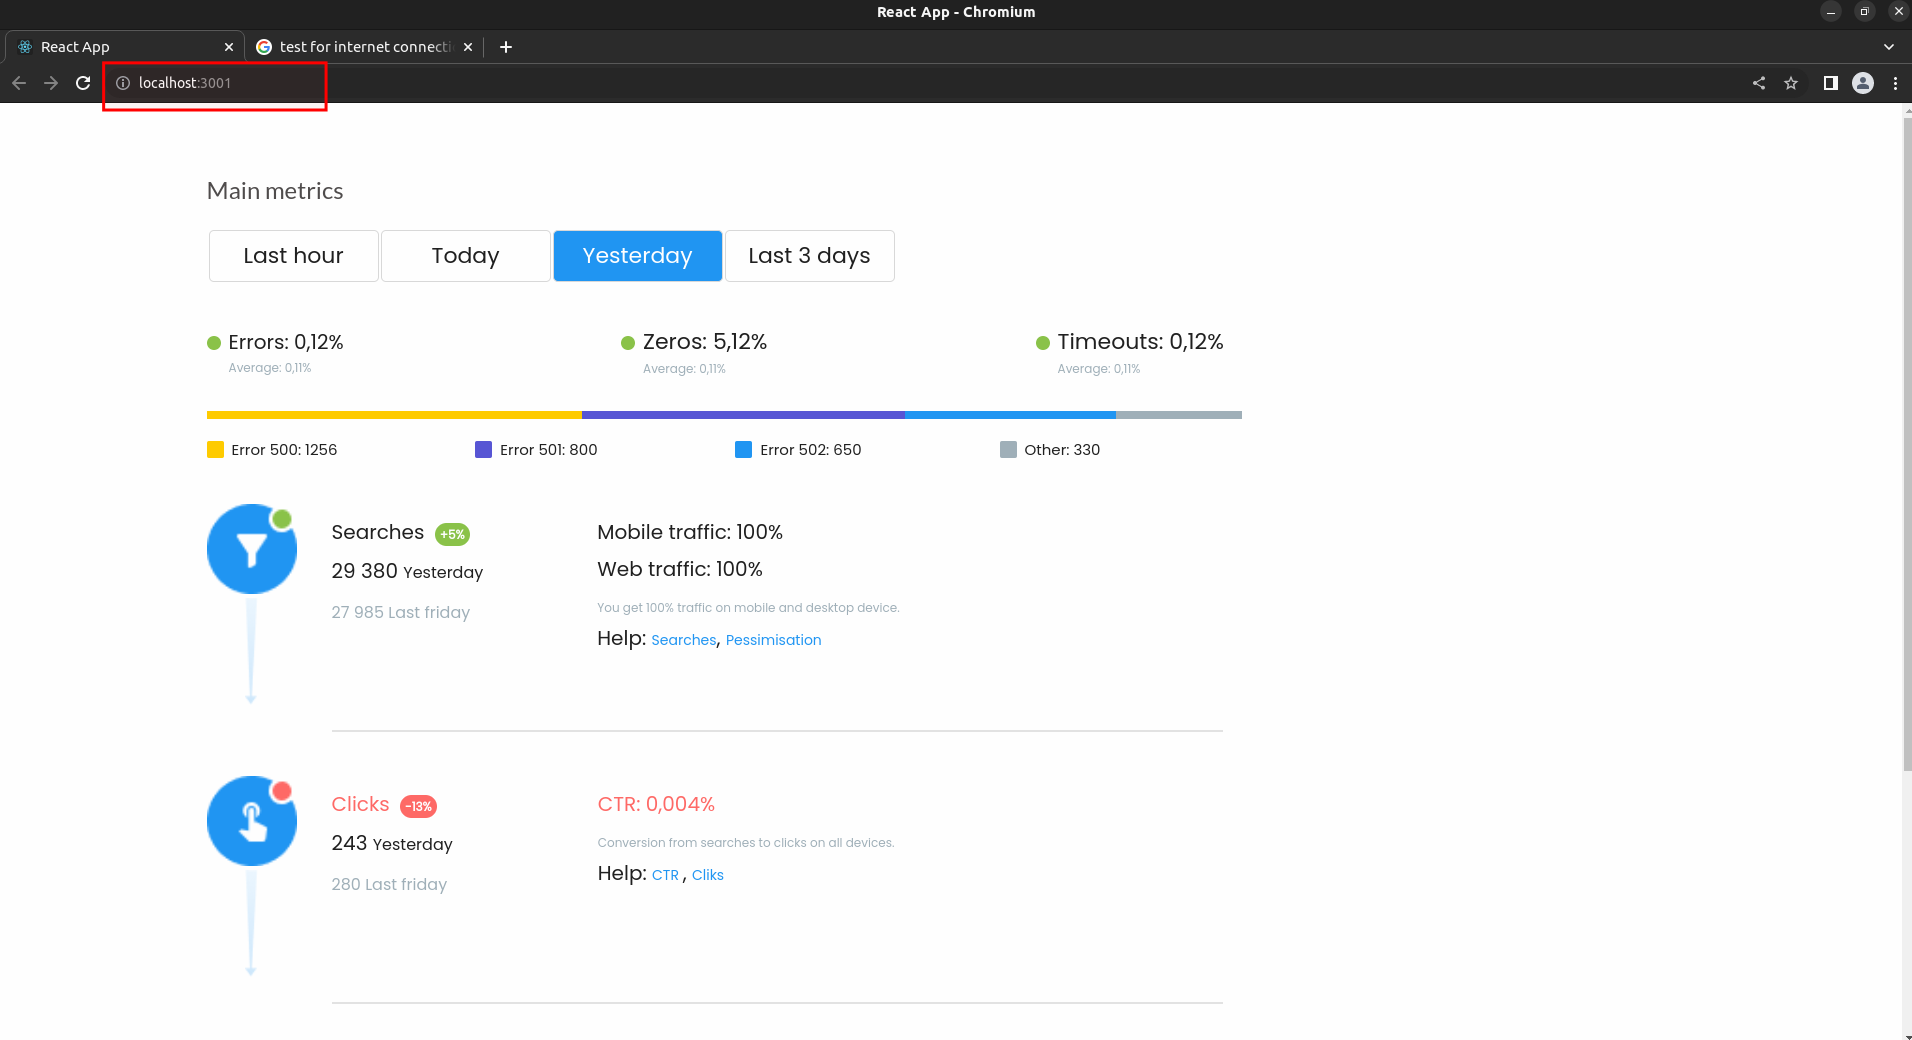 React App - Chromium
React App
test for internet connecti
localhost:3001
Main metrics
Last hour
Today
Yesterday
Last 3 days
Errors: 0,12%
Average: 0,11%
Zeros: 5,12%
Average: 0,11%
Timeouts: 0,12%
Average: 0,11%
Error 500: 1256
Error 501: 800
Error 502: 650
Other: 330
Searches +5%
29 380 Yesterday
27 985 Last friday
Mobile traffic: 100%
Web traffic: 100%
You get 100% traffic on mobile and desktop device.
Help: Searches, Pessimisation
Clicks -13%
243 Yesterday
280 Last friday
CTR: 0,004%
Conversion from searches to clicks on all devices.
Help: CTR , Cliks